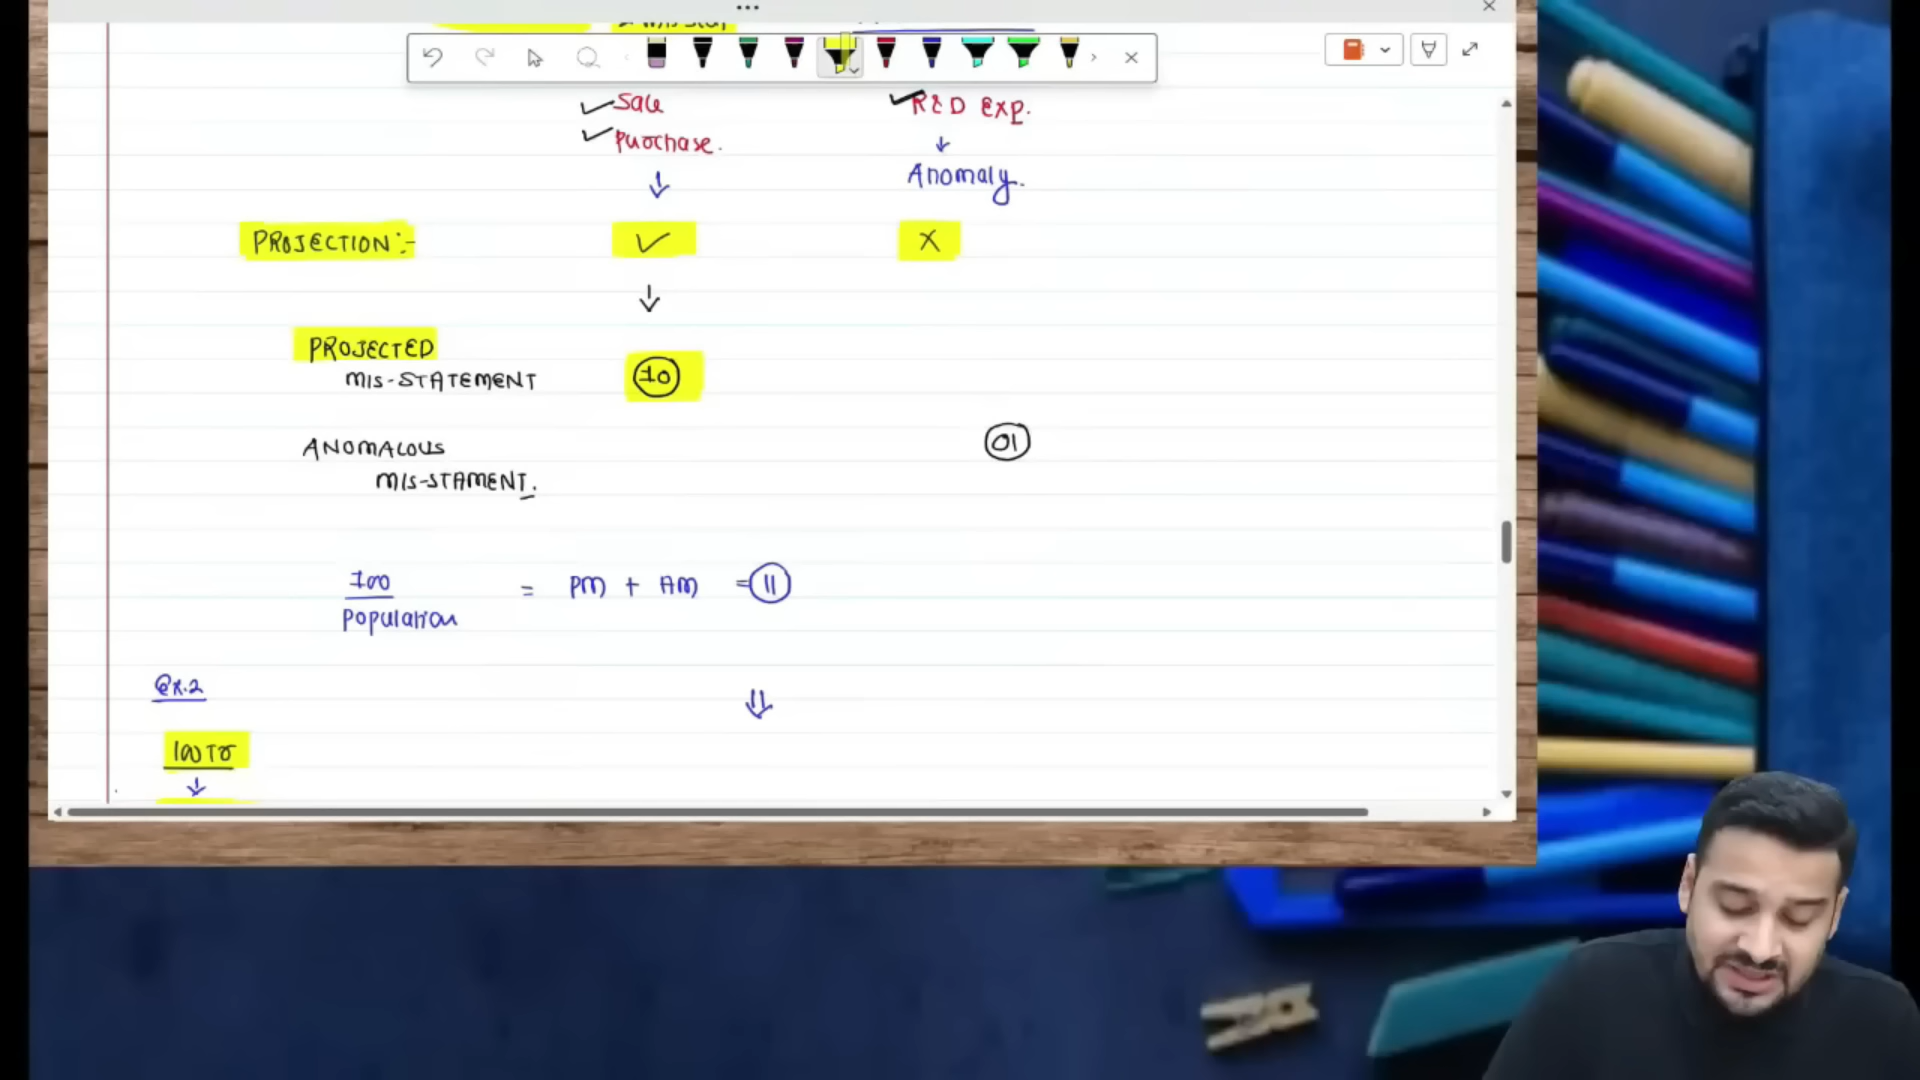 Sale
R&D Exp.
Purchase.
Anomaly.
PROJECTION :-
X
PROJECTED
MIS-STATEMENT
10
ANOMALOUS
MIS-STAMENT.
01
100
Population
= PM + AM = 11
Ex.2
100 Tr